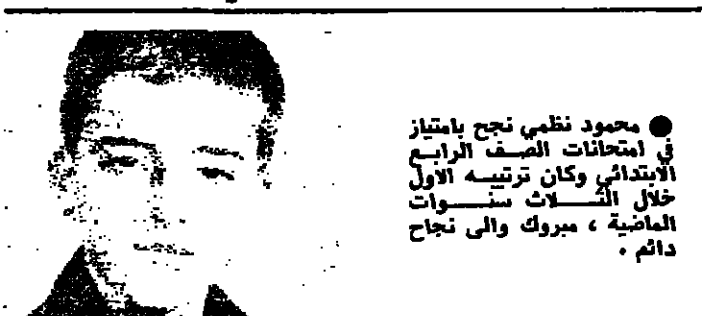 ● محمود نظمي نجح بامتياز
في امتحانات الصف الرابع
الابتدائي وكان ترتيبه الاول
خلال الثلاث سنوات
الماضية ، مبروك والى نجاح
دائم .